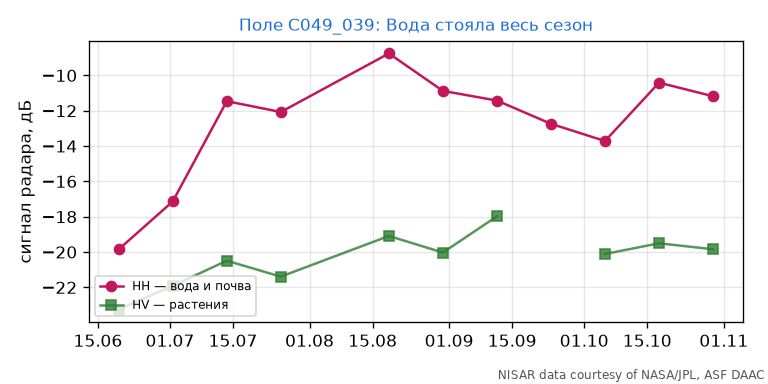 Поле C049_039: Вода стояла весь сезон
сигнал радара, дБ
−10
−12
−14
−16
−18
−20
−22
HH — вода и почва
HV — растения
15.06 01.07 15.07 01.08 15.08 01.09 15.09 01.10 15.10 01.11
NISAR data courtesy of NASA/JPL, ASF DAAC